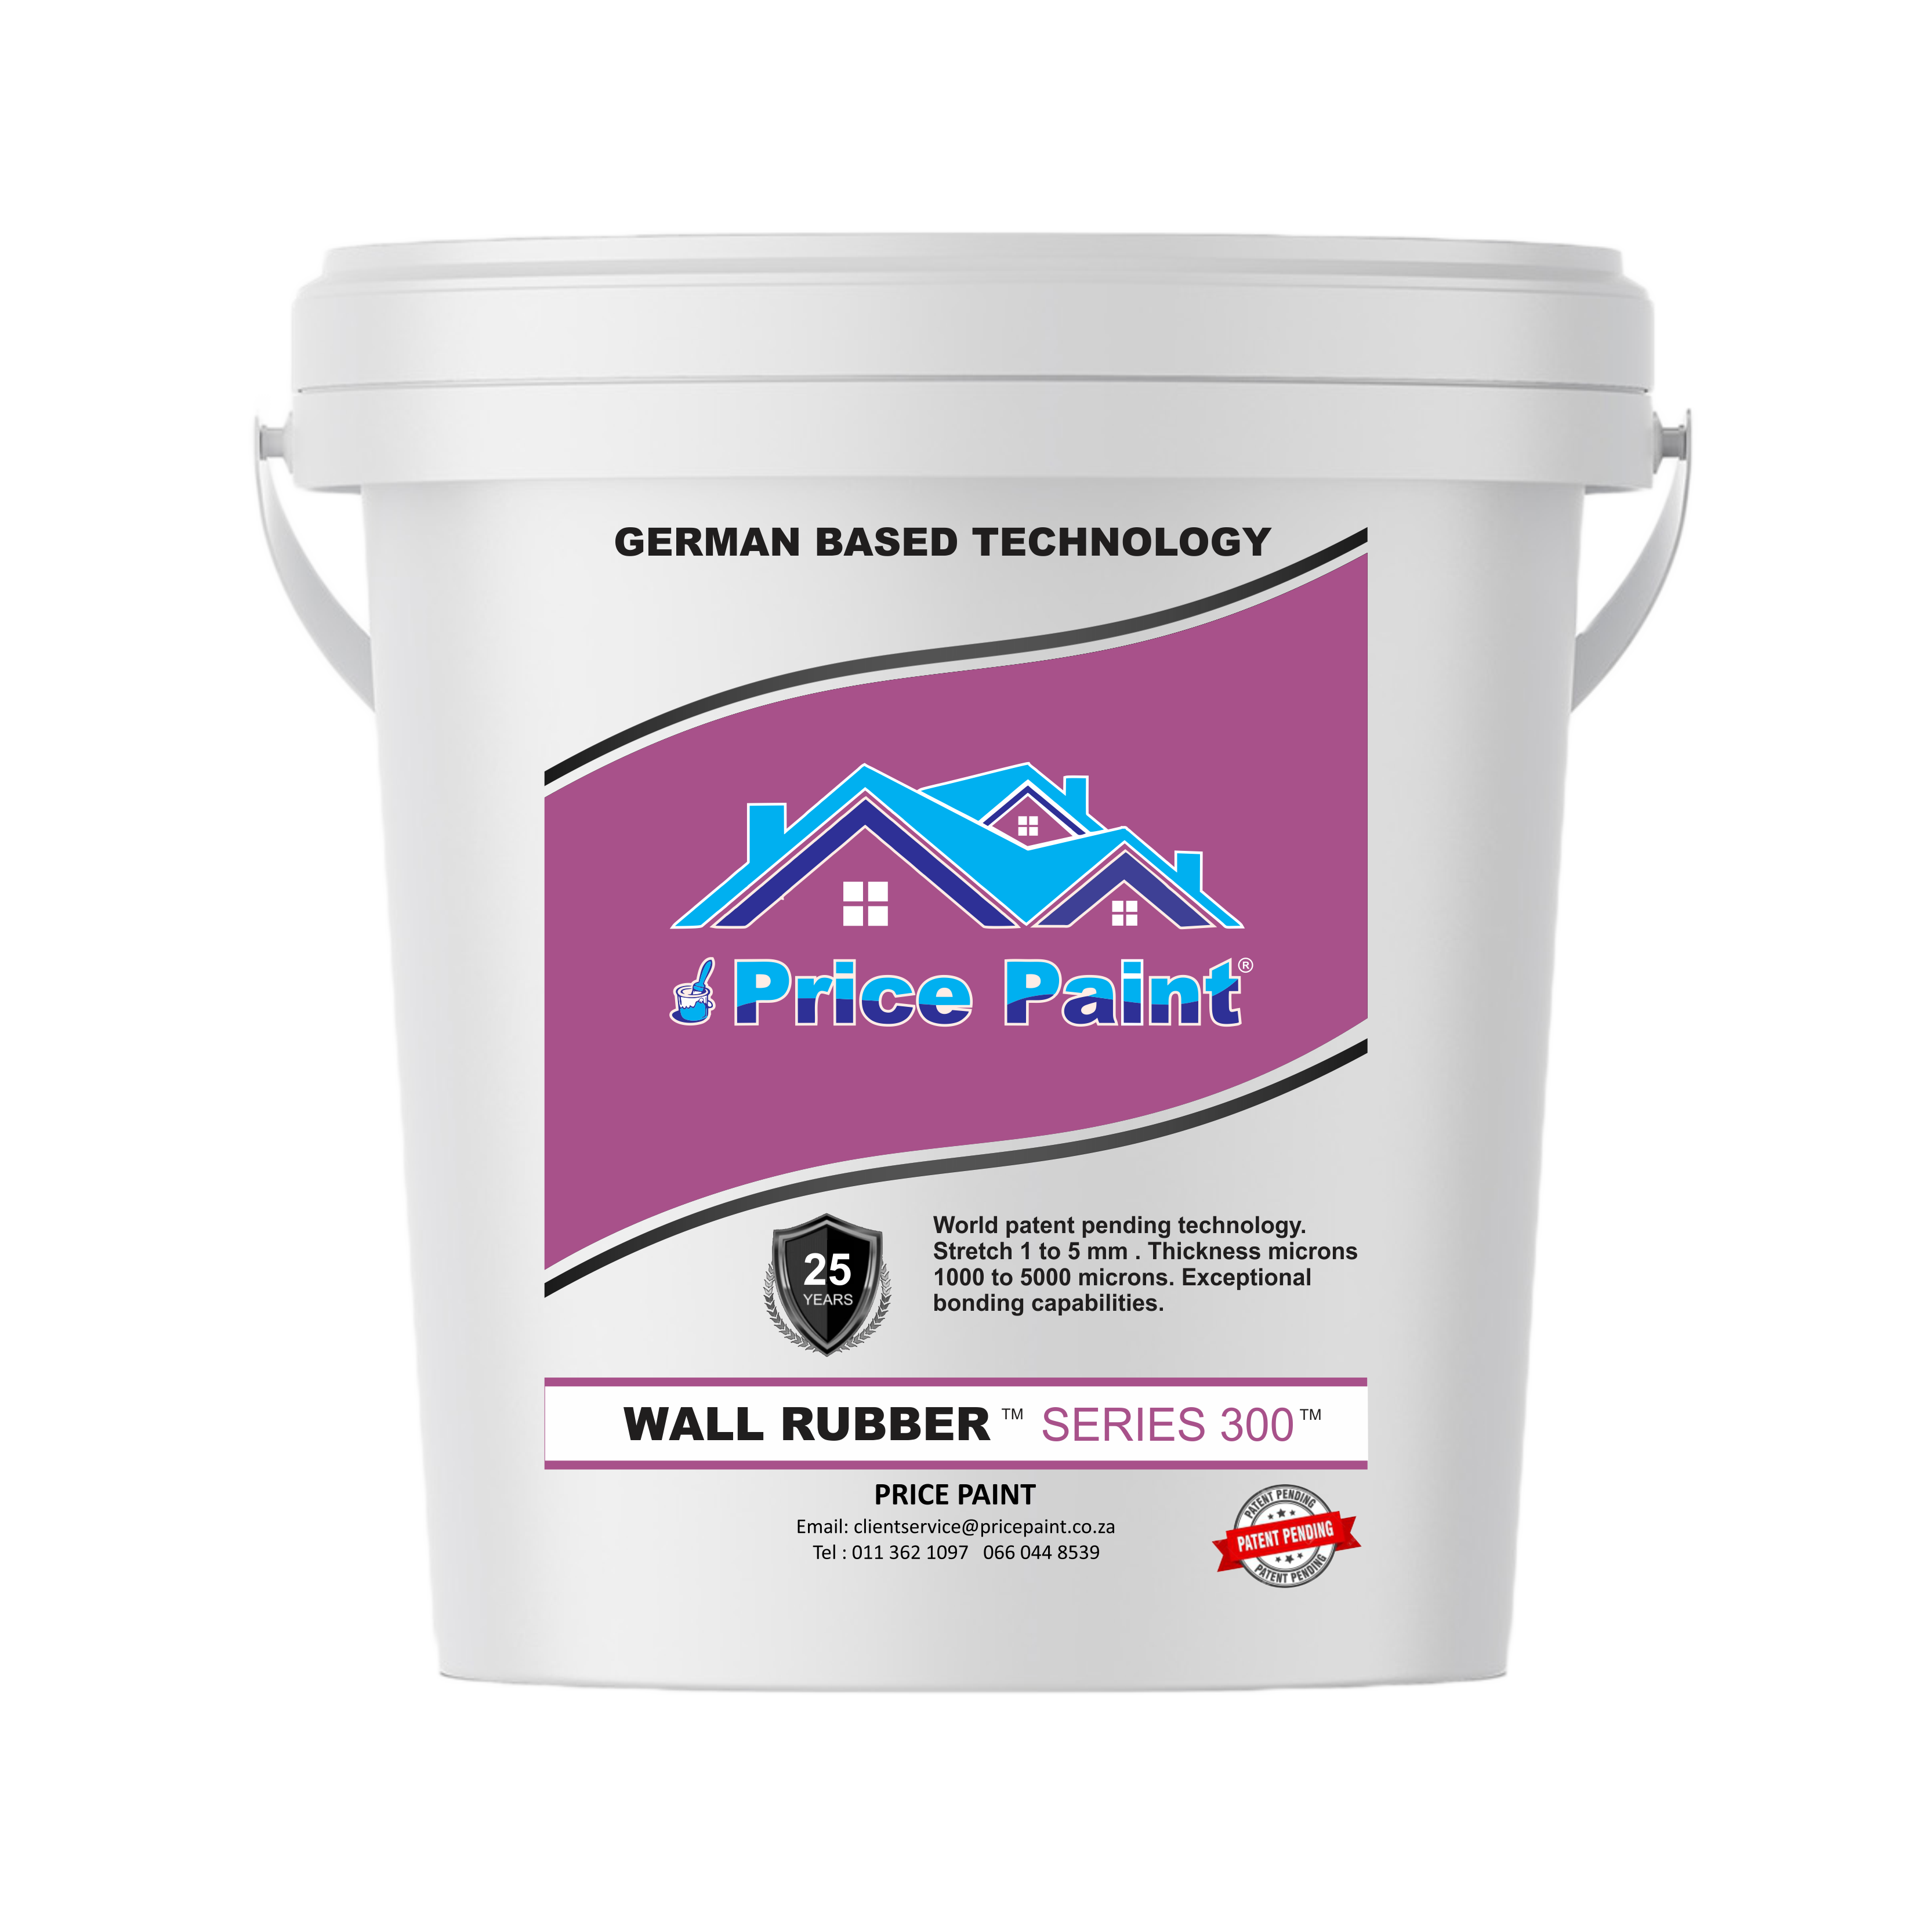 GERMAN BASED TECHNOLOGY
Price Paint®
25
YEARS
World patent pending technology.
Stretch 1 to 5 mm . Thickness microns
1000 to 5000 microns. Exceptional
bonding capabilities.
WALL RUBBER ™ SERIES 300 ™
PRICE PAINT
Email: clientservice@pricepaint.co.za
Tel : 011 362 1097 066 044 8539
PATENT PENDING
PATENT PENDING
PATENT PENDING